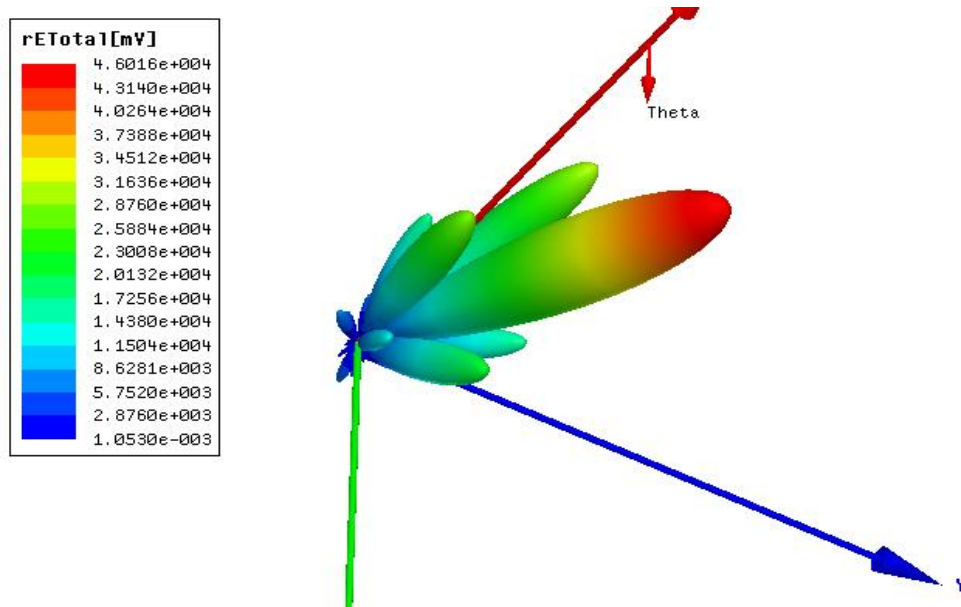 rETotal[mV]
4.6016e+004
4.3140e+004
4.0264e+004
3.7388e+004
3.4512e+004
3.1636e+004
2.8760e+004
2.5884e+004
2.3008e+004
2.0132e+004
1.7256e+004
1.4380e+004
1.1504e+004
8.6281e+003
5.7520e+003
2.8760e+003
1.0530e-003
Theta